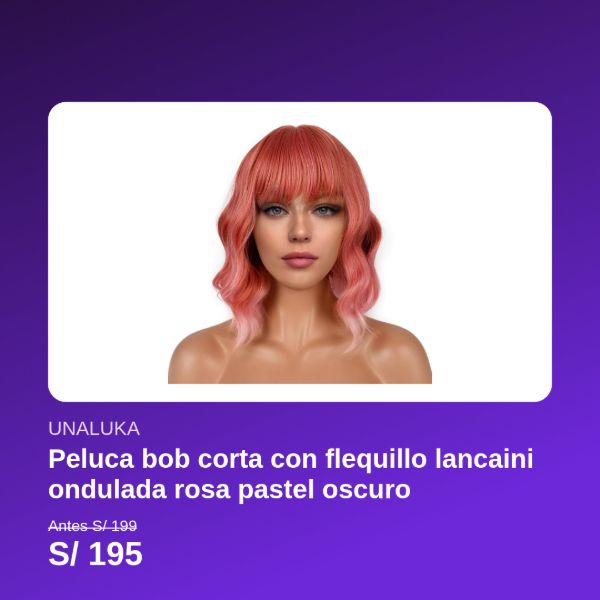 UNALUKA
Peluca bob corta con flequillo lancaini
ondulada rosa pastel oscuro
Antes S/ 199
S/ 195